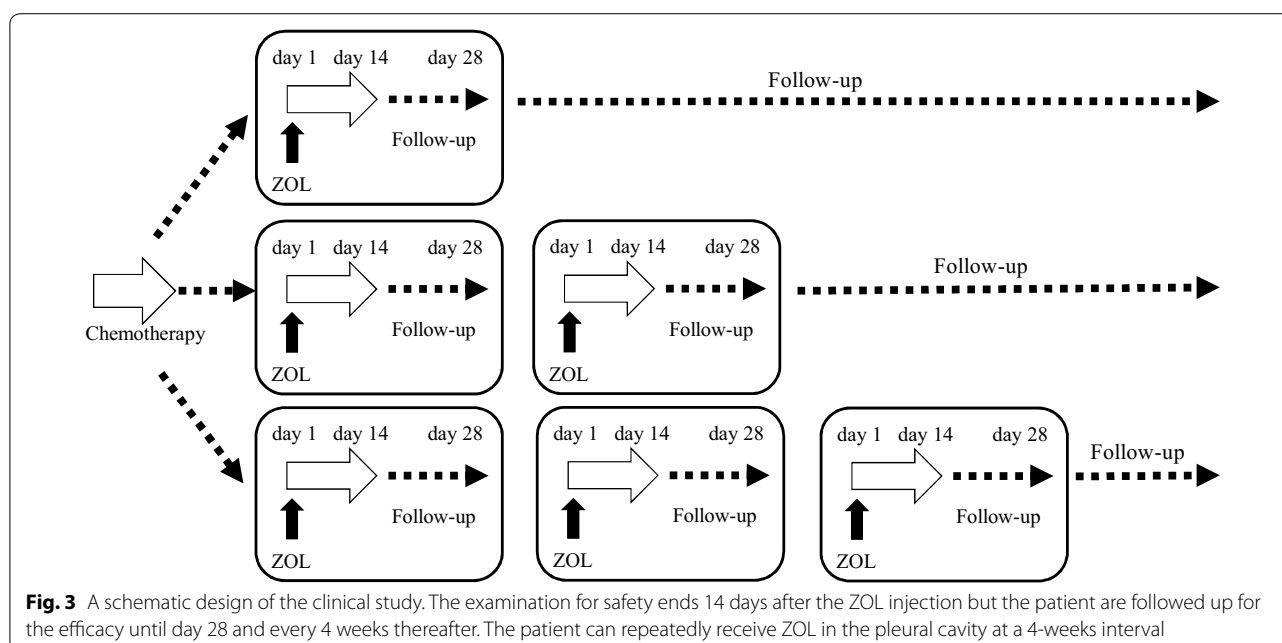 day 1 day 14 day 28
Follow-up
Follow-up
ZOL
day 1 day 14 day 28
day 1 day 14 day 28
Follow-up
Chemotherapy
Follow-up
Follow-up
ZOL
ZOL
day 1 day 14 day 28
day 1 day 14 day 28
day 1 day 14 day 28
Follow-up
Follow-up
Follow-up
Follow-up
ZOL
ZOL
ZOL
Fig. 3 A schematic design of the clinical study. The examination for safety ends 14 days after the ZOL injection but the patient are followed up for
the efficacy until day 28 and every 4 weeks thereafter. The patient can repeatedly receive ZOL in the pleural cavity at a 4-weeks interval